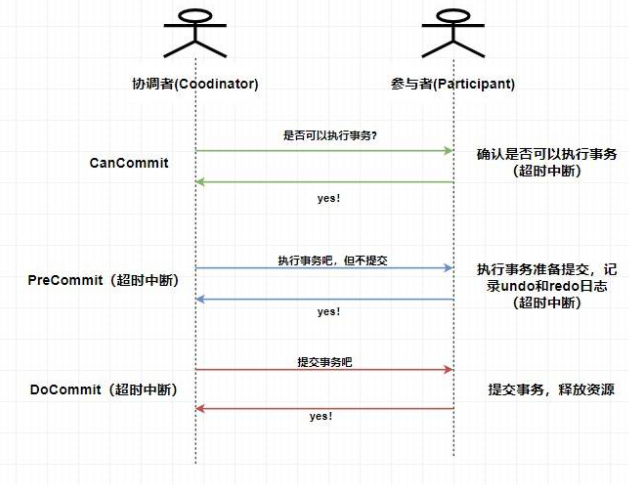 协调者(Coodinator)
参与者(Participant)
是否可以执行事务?
CanCommit
确认是否可以执行事务
（超时中断）
yes!
执行事务吧，但不提交
PreCommit（超时中断）
执行事务准备提交，记
录undo和redo日志
（超时中断）
yes!
提交事务吧
DoCommit（超时中断）
提交事务，释放资源
yes!